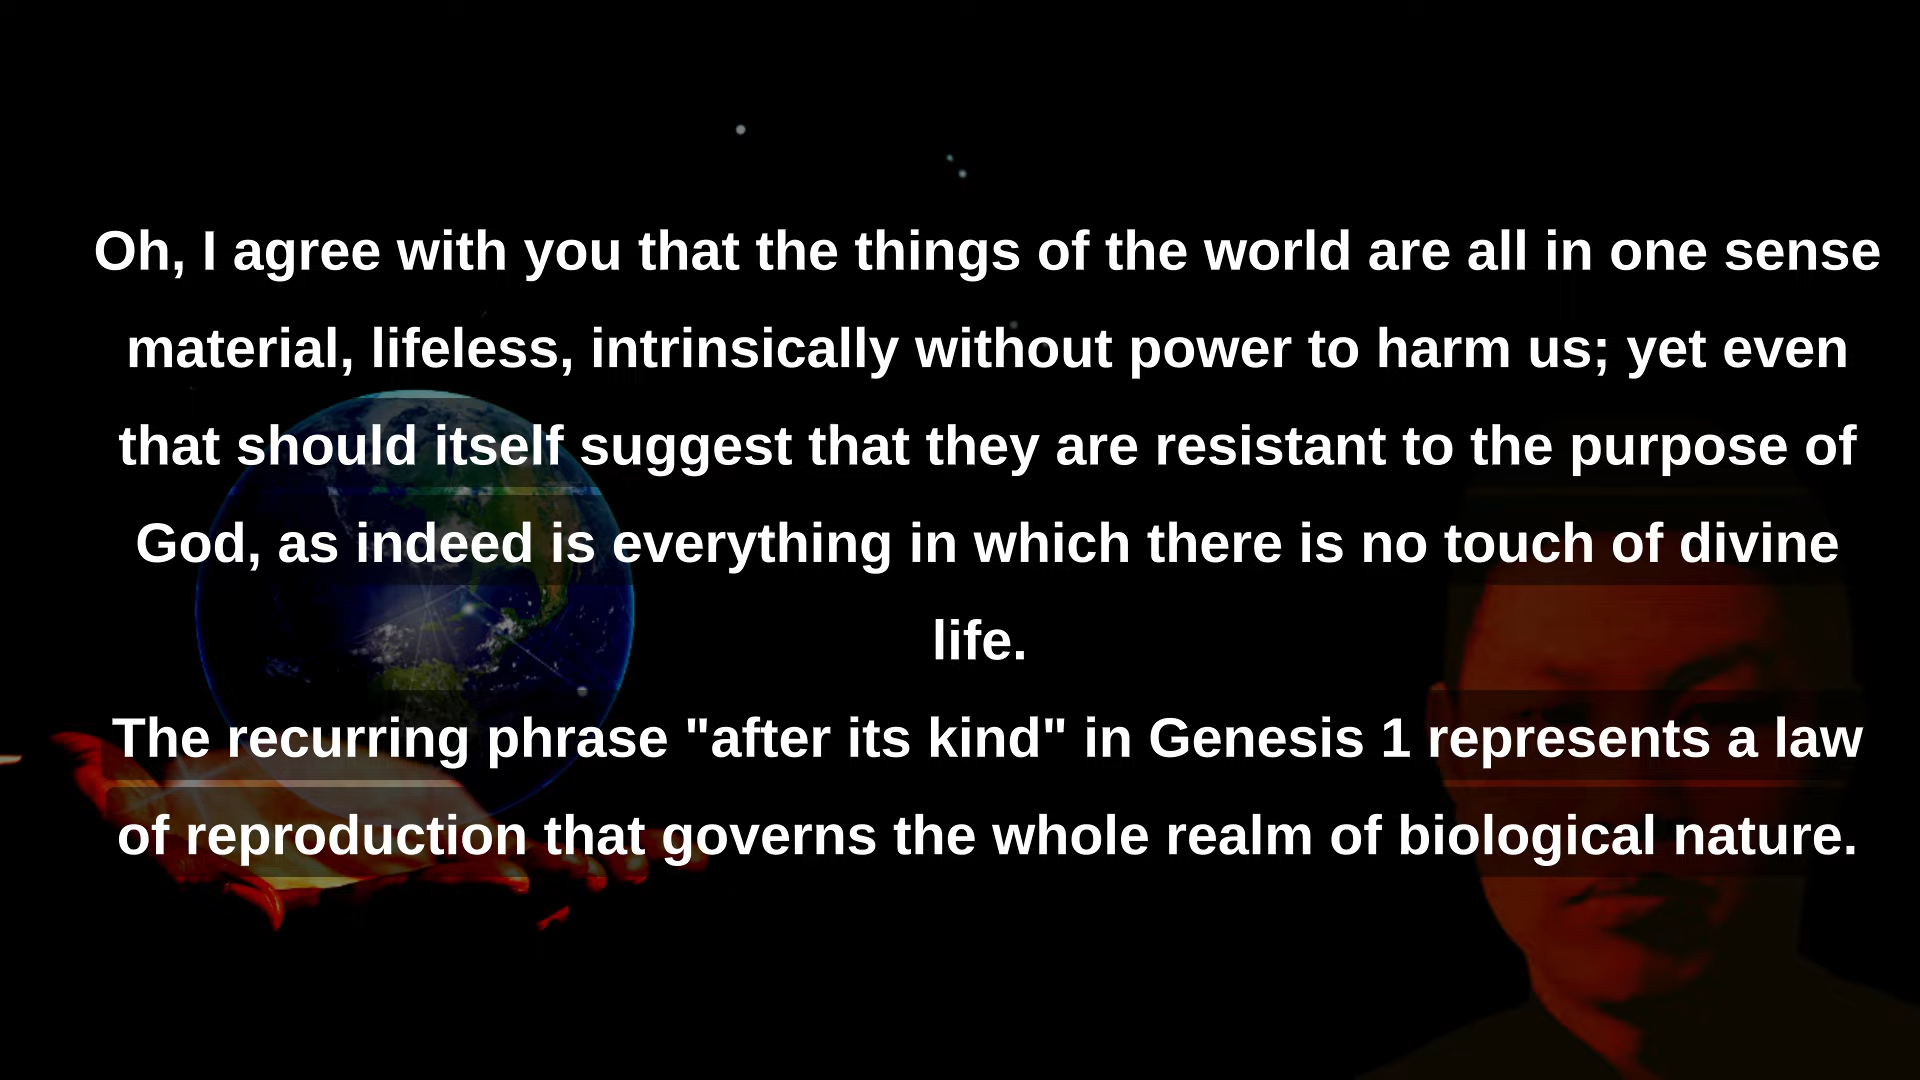 Oh, I agree with you that the things of the world are all in one sense
material, lifeless, intrinsically without power to harm us; yet even
that should itself suggest that they are resistant to the purpose of
God, as indeed is everything in which there is no touch of divine
life.
The recurring phrase "after its kind" in Genesis 1 represents a law
of reproduction that governs the whole realm of biological nature.